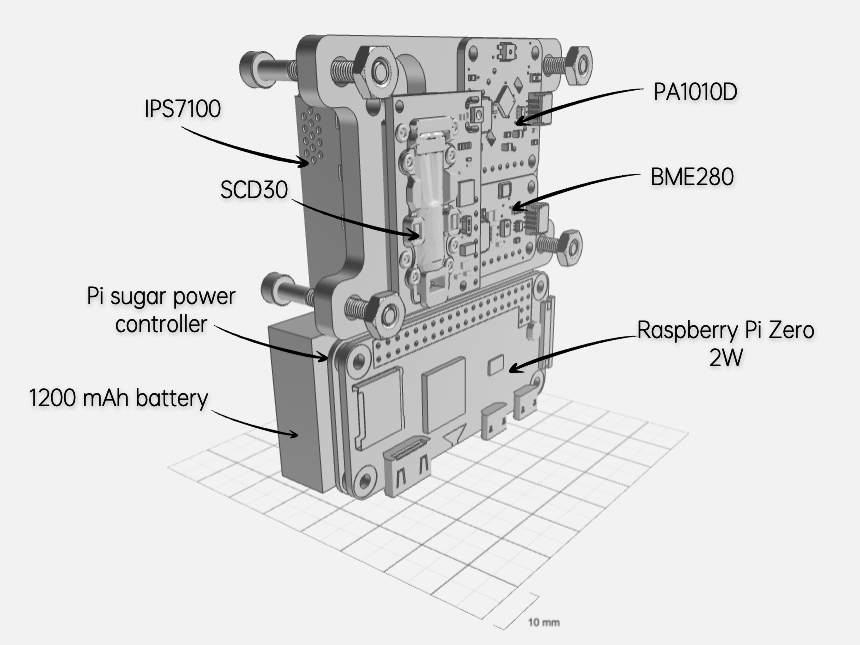 PA1010D
IPS7100
BME280
SCD30
Pi sugar power
controller
Raspberry Pi Zero
2W
1200 mAh battery
10 mm